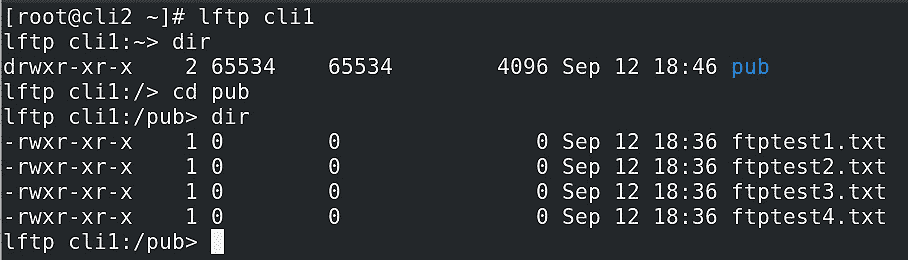 [root@cli2 ~]# lftp cli1
lftp cli1:~> dir
drwxr-xr-x    2 65534    65534        4096 Sep 12 18:46 pub
lftp cli1:/> cd pub
lftp cli1:/pub> dir
-rwxr-xr-x    1 0        0               0 Sep 12 18:36 ftptest1.txt
-rwxr-xr-x    1 0        0               0 Sep 12 18:36 ftptest2.txt
-rwxr-xr-x    1 0        0               0 Sep 12 18:36 ftptest3.txt
-rwxr-xr-x    1 0        0               0 Sep 12 18:36 ftptest4.txt
lftp cli1:/pub>